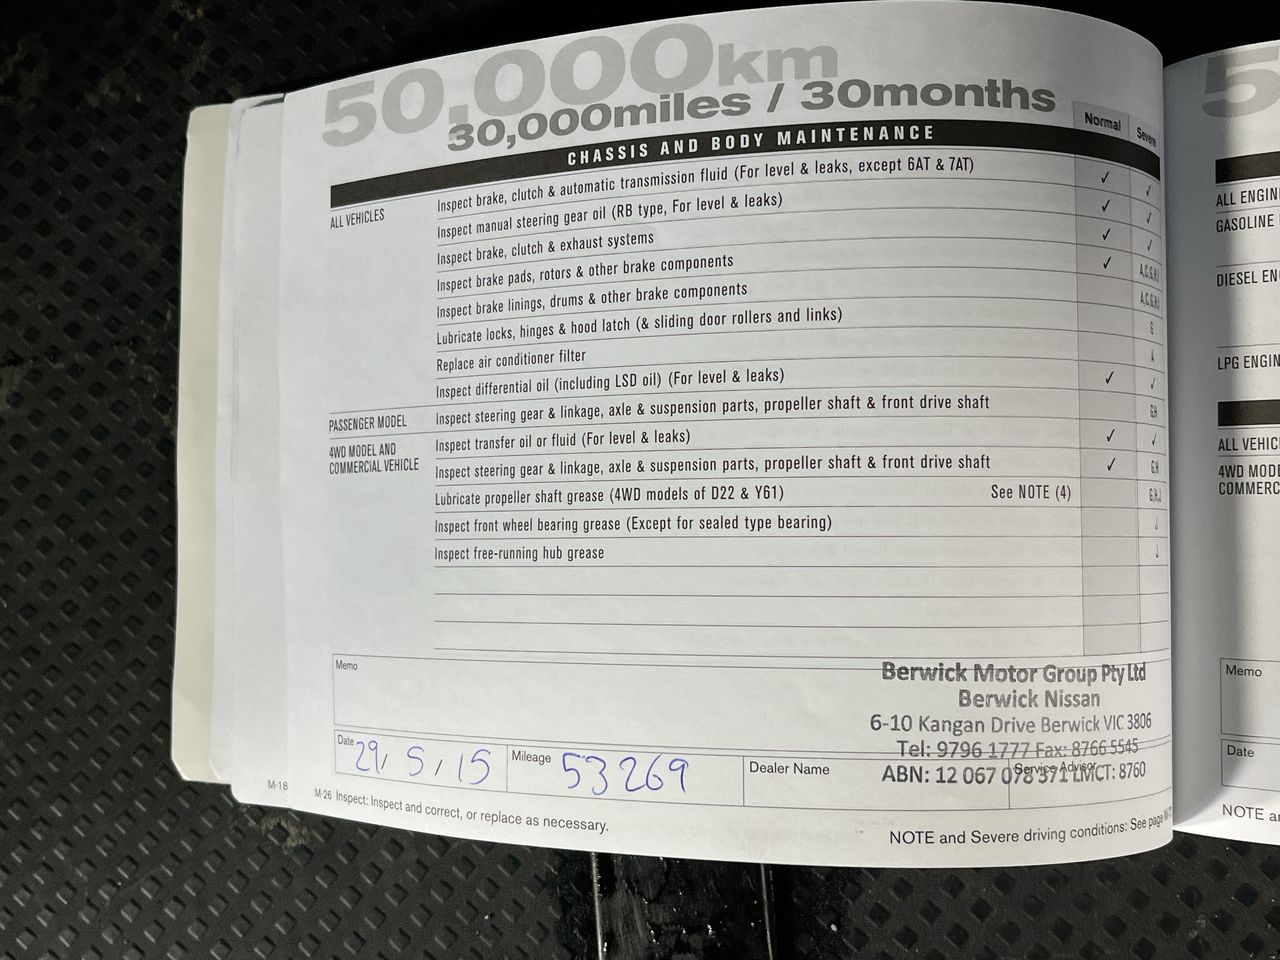 50,000km
30,000miles / 30months
Normal
Severe
CHASSIS AND BODY MAINTENANCE
ALL VEHICLES
Inspect brake, clutch & automatic transmission fluid (For level & leaks, except 6AT & 7AT) ✓ ✓
Inspect manual steering gear oil (RB type, For level & leaks) ✓ ✓
Inspect brake, clutch & exhaust systems ✓ ✓
Inspect brake pads, rotors & other brake components ✓ A,C,G,H,I
Inspect brake linings, drums & other brake components A,C,G,H,I
Lubricate locks, hinges & hood latch (& sliding door rollers and links) G
Replace air conditioner filter A
Inspect differential oil (including LSD oil) (For level & leaks) ✓ ✓
PASSENGER MODEL
Inspect steering gear & linkage, axle & suspension parts, propeller shaft & front drive shaft G,H
4WD MODEL AND
COMMERCIAL VEHICLE
Inspect transfer oil or fluid (For level & leaks) ✓ ✓
Inspect steering gear & linkage, axle & suspension parts, propeller shaft & front drive shaft ✓ G,H
Lubricate propeller shaft grease (4WD models of D22 & Y61) See NOTE (4) G,H,J
Inspect front wheel bearing grease (Except for sealed type bearing) J
Inspect free-running hub grease J
Memo
Berwick Motor Group Pty Ltd
Berwick Nissan
6-10 Kangan Drive Berwick VIC 3806
Tel: 9796 1777 Fax: 8766 5545
ABN: 12 067 078 371 LMCT: 8760
Date 29/5/15
Mileage 53269
Dealer Name
Service Advisor
M-18
M-26 Inspect: Inspect and correct, or replace as necessary.
NOTE and Severe driving conditions: See page
5
ALL ENGIN
GASOLINE
DIESEL EN
LPG ENGIN
ALL VEHIC
4WD MODE
COMMERC
Memo
Date
NOTE an